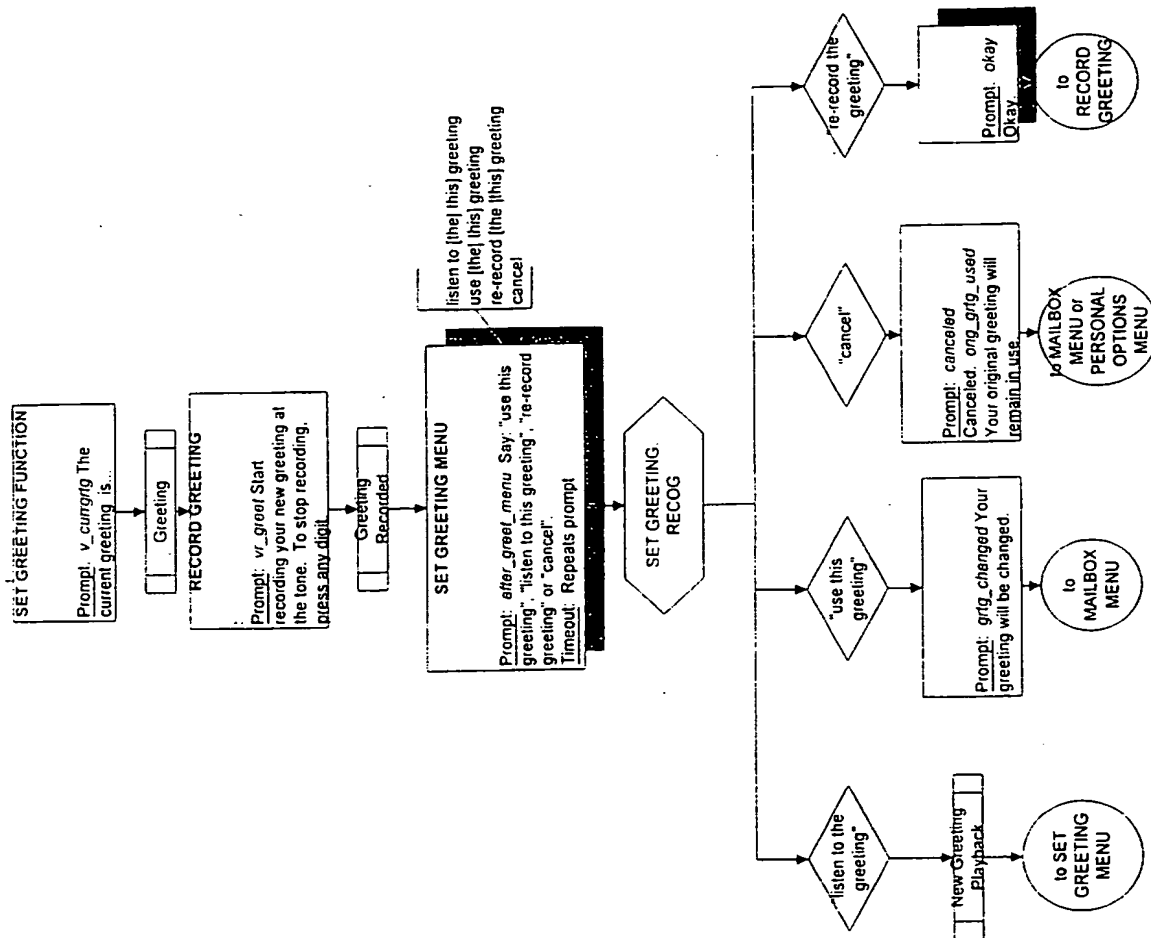 SET GREETING FUNCTION
Prompt. v_currgrtg The
current greeting is...
Greeting
RECORD GREETING
Prompt: vr_greet Start
recording your new greeting at
the tone. To stop recording,
press any digit
Greeting
Recorded
SET GREETING MENU
Prompt: after_greet_menu Say: "use this
greeting", "listen to this greeting", "re-record
greeting" or "cancel".
Timeout: Repeats prompt
listen to [the| this] greeting
use [the| this] greeting
re-record [the |this] greeting
cancel
SET GREETING.
RECOG
"listen to the
greeting"
New Greeting
Playback
to SET
GREETING
MENU
"use this
greeting"
Prompt: grtg_changed Your
greeting will be changed.
to
MAILBOX
MENU
"cancel"
Prompt: canceled
Canceled. ong_grtg_used
Your original greeting will
remain in use
to MAILBOX
MENU or
PERSONAL
OPTIONS
MENU
"re-record the
greeting"
Prompt. okay
Okay.
to
RECORD
GREETING